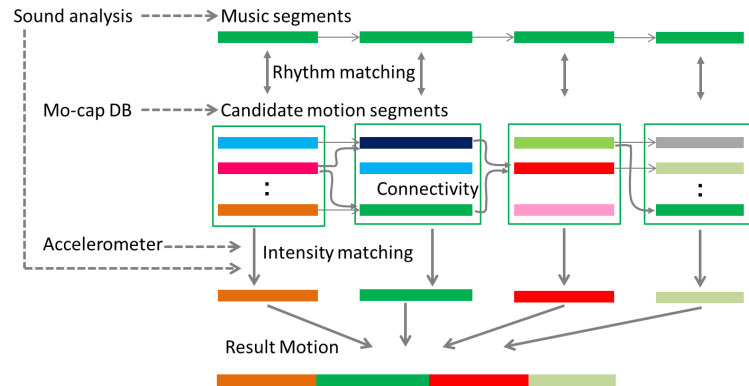 Sound analysis
Music segments
Rhythm matching
Mo-cap DB
Candidate motion segments
Connectivity
:
:
Accelerometer
Intensity matching
Result Motion